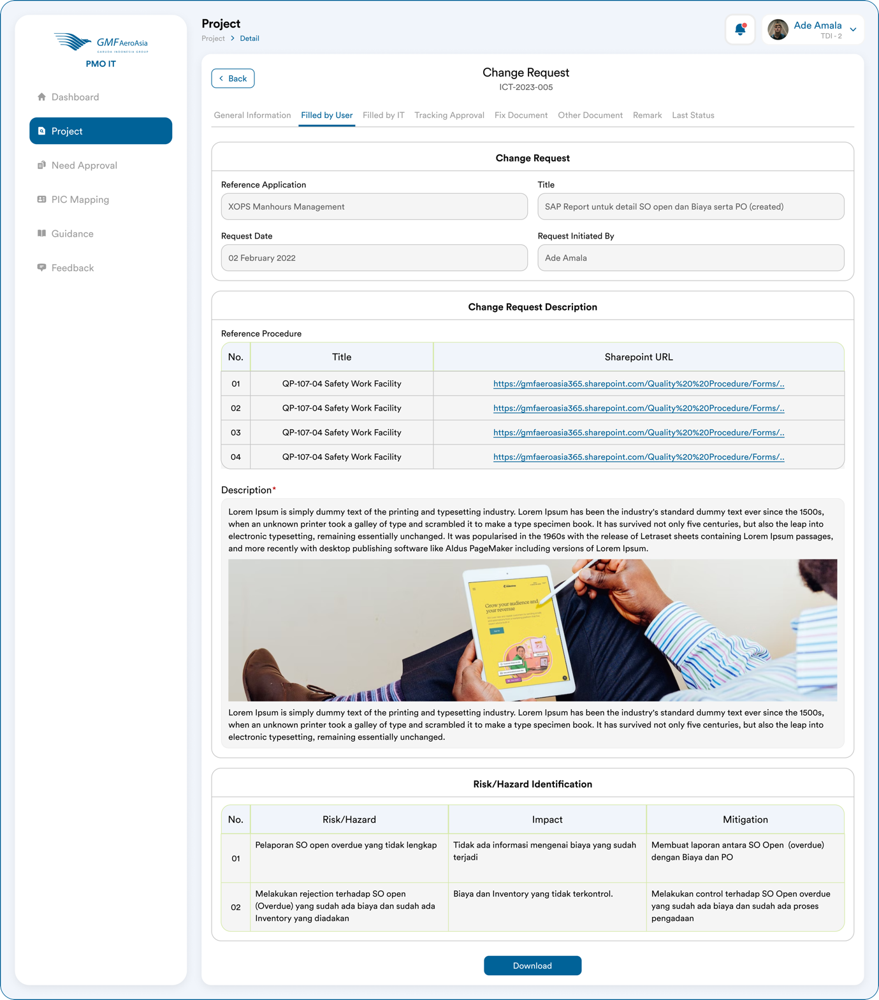 GMF AeroAsia
GARUDA INDONESIA GROUP
PMO IT
Dashboard
Project
Need Approval
PIC Mapping
Guidance
Feedback
Project
Project > Detail
Ade Amala
TDI - 2
Back
Change Request
ICT-2023-005
General Information Filled by User Filled by IT Tracking Approval Fix Document Other Document Remark Last Status
Change Request
Reference Application
XOPS Manhours Management
Title
SAP Report untuk detail SO open dan Biaya serta PO (created)
Request Date
02 February 2022
Request Initiated By
Ade Amala
Change Request Description
Reference Procedure
No. Title Sharepoint URL
01 QP-107-04 Safety Work Facility https://gmfaeroasia365.sharepoint.com/Quality%20%20Procedure/Forms/..
02 QP-107-04 Safety Work Facility https://gmfaeroasia365.sharepoint.com/Quality%20%20Procedure/Forms/..
03 QP-107-04 Safety Work Facility https://gmfaeroasia365.sharepoint.com/Quality%20%20Procedure/Forms/..
04 QP-107-04 Safety Work Facility https://gmfaeroasia365.sharepoint.com/Quality%20%20Procedure/Forms/..
Description*
Lorem Ipsum is simply dummy text of the printing and typesetting industry. Lorem Ipsum has been the industry's standard dummy text ever since the 1500s,
when an unknown printer took a galley of type and scrambled it to make a type specimen book. It has survived not only five centuries, but also the leap into
electronic typesetting, remaining essentially unchanged. It was popularised in the 1960s with the release of Letraset sheets containing Lorem Ipsum passages,
and more recently with desktop publishing software like Aldus PageMaker including versions of Lorem Ipsum.
Grow your audience and
your revenue
Lorem Ipsum is simply dummy text of the printing and typesetting industry. Lorem Ipsum has been the industry's standard dummy text ever since the 1500s,
when an unknown printer took a galley of type and scrambled it to make a type specimen book. It has survived not only five centuries, but also the leap into
electronic typesetting, remaining essentially unchanged.
Risk/Hazard Identification
No. Risk/Hazard Impact Mitigation
01
Pelaporan SO open overdue yang tidak lengkap
Tidak ada informasi mengenai biaya yang sudah
terjadi
Membuat laporan antara SO Open (overdue)
dengan Biaya dan PO
02
Melakukan rejection terhadap SO open
(Overdue) yang sudah ada biaya dan sudah ada
Inventory yang diadakan
Biaya dan Inventory yang tidak terkontrol.
Melakukan control terhadap SO Open overdue
yang sudah ada biaya dan sudah ada proses
pengadaan
Download